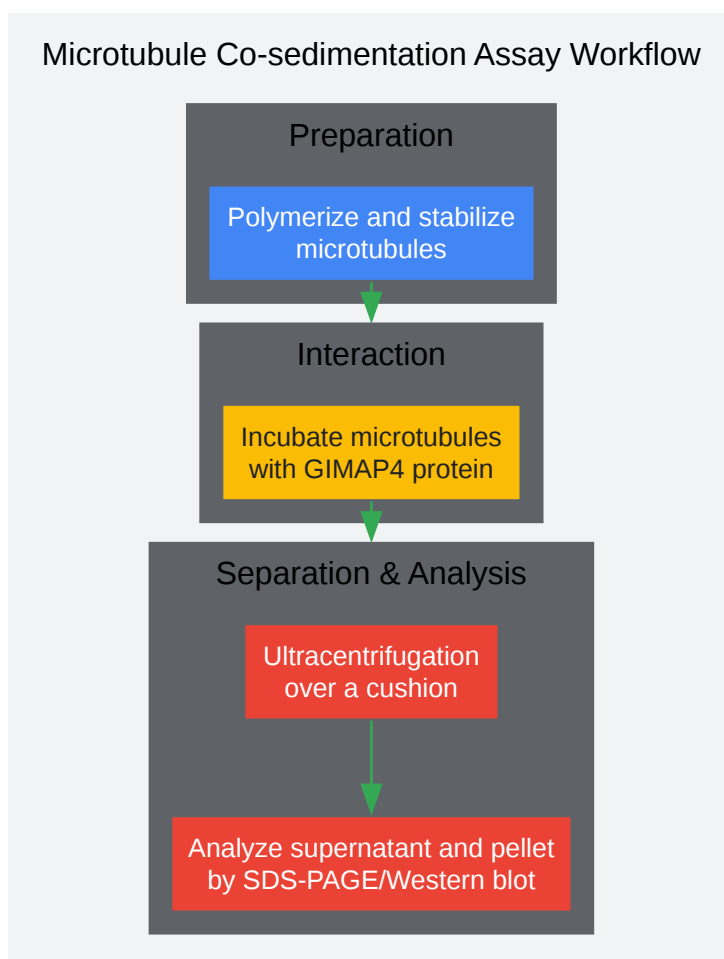 Microtubule Co-sedimentation Assay Workflow
Preparation
Polymerize and stabilize
microtubules
Interaction
Incubate microtubules
with GIMAP4 protein
Separation & Analysis
Ultracentrifugation
over a cushion
Analyze supernatant and pellet
by SDS-PAGE/Western blot